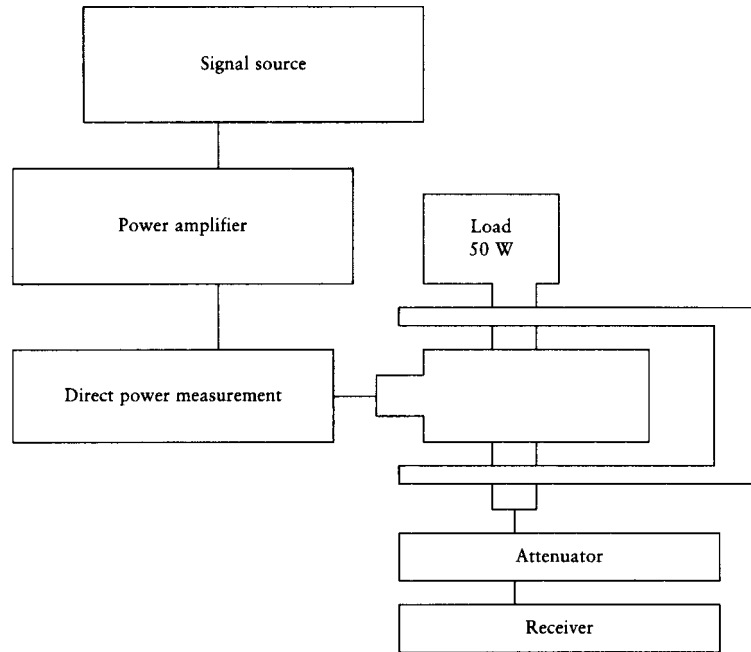 Signal source
Power amplifier
Load
50 W
Direct power measurement
Attenuator
Receiver